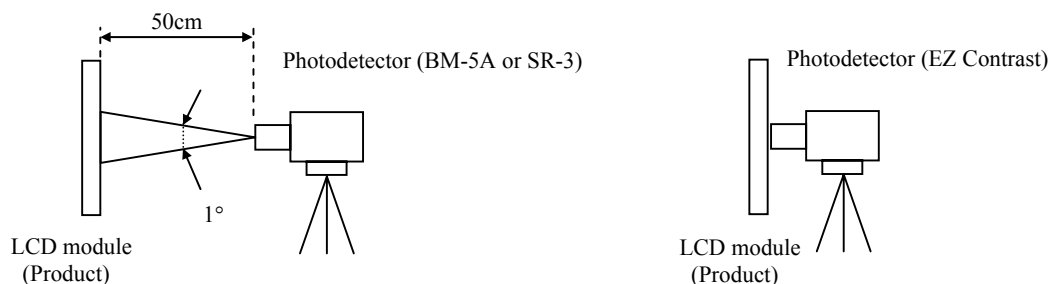 50cm
Photodetector (BM-5A or SR-3)
1°
LCD module
(Product)
Photodetector (EZ Contrast)
LCD module
(Product)